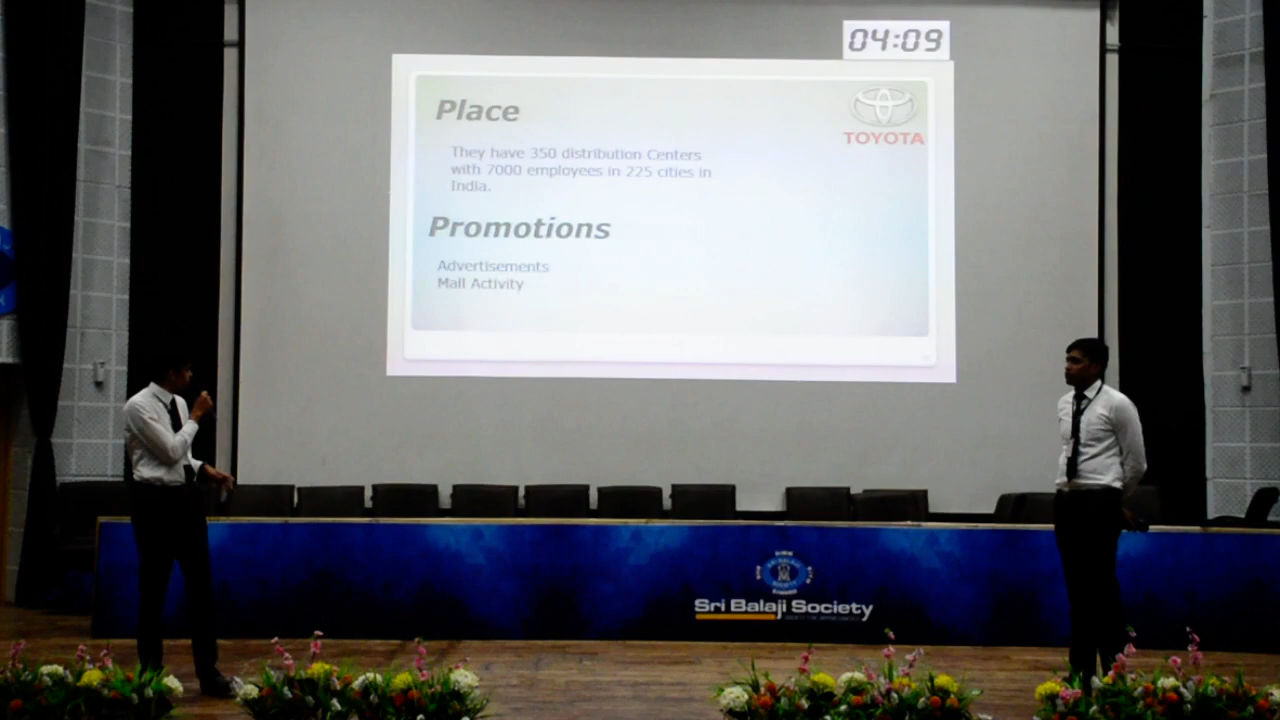 04:09
Place
TOYOTA
They have 350 distribution Centers
with 7000 employees in 225 cities in
India.
Promotions
Advertisements
Mall Activity
Sri Balaji Society